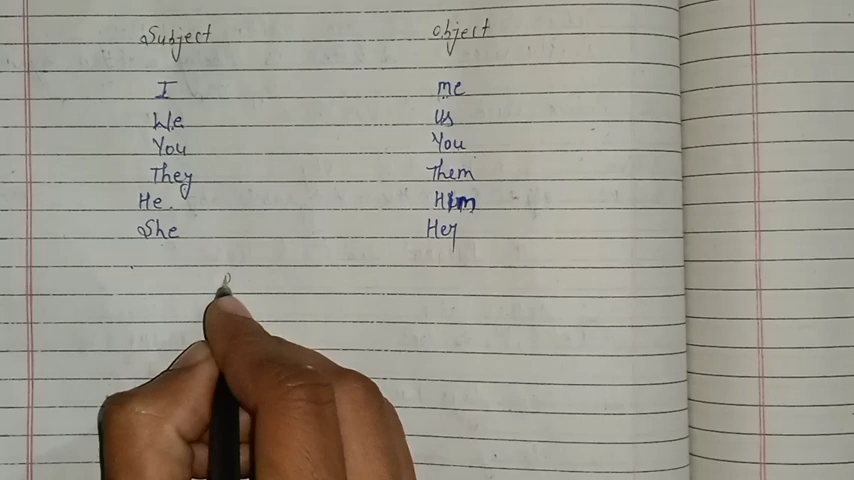 Subject Object
I me
We Us
You You
They Them
He. Him
She Her